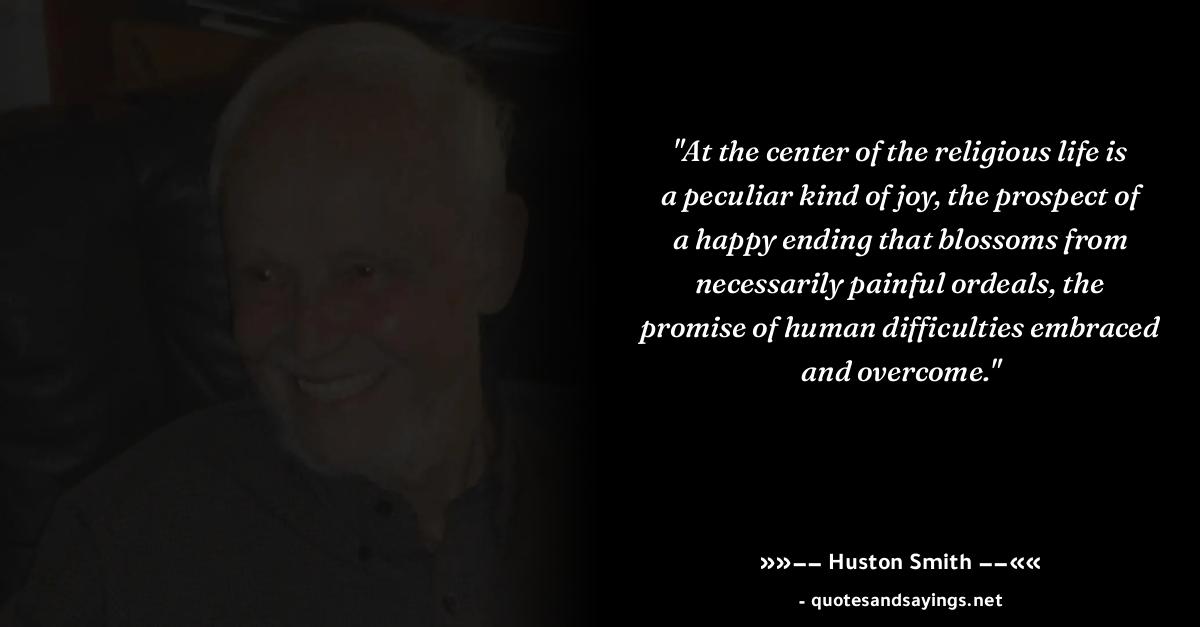 "At the center of the religious life is
a peculiar kind of joy, the prospect of
a happy ending that blossoms from
necessarily painful ordeals, the
promise of human difficulties embraced
and overcome."
»»–– Huston Smith ––««
- quotesandsayings.net